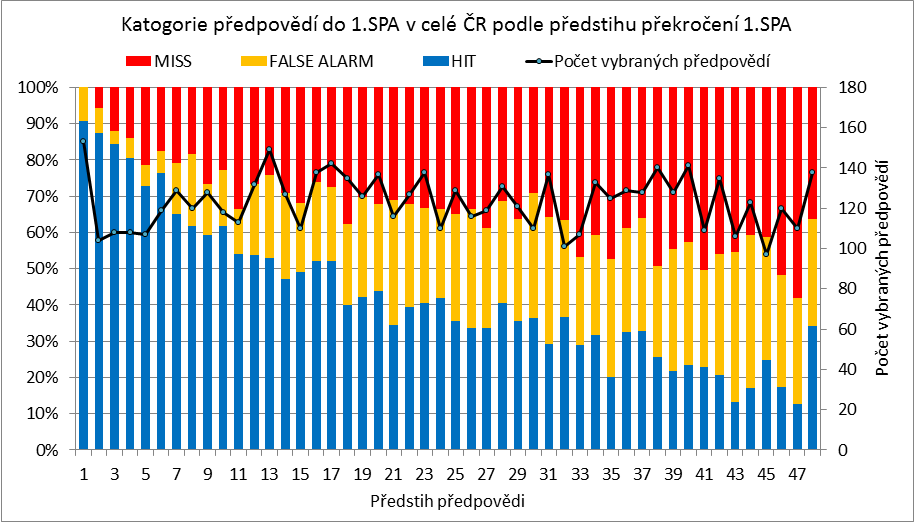 Katogorie předpovědí do 1.SPA v celé ČR podle předstihu překročení 1.SPA
MISS FALSE ALARM HIT Počet vybraných předpovědí
100% 180
90% 160
80% 140
70% 120
60% 100
50% 80
40% 60
30% 40
20% 20
10% 0
0%
Počet vybraných předpovědí
1 3 5 7 9 11 13 15 17 19 21 23 25 27 29 31 33 35 37 39 41 43 45 47
Předstih předpovědi